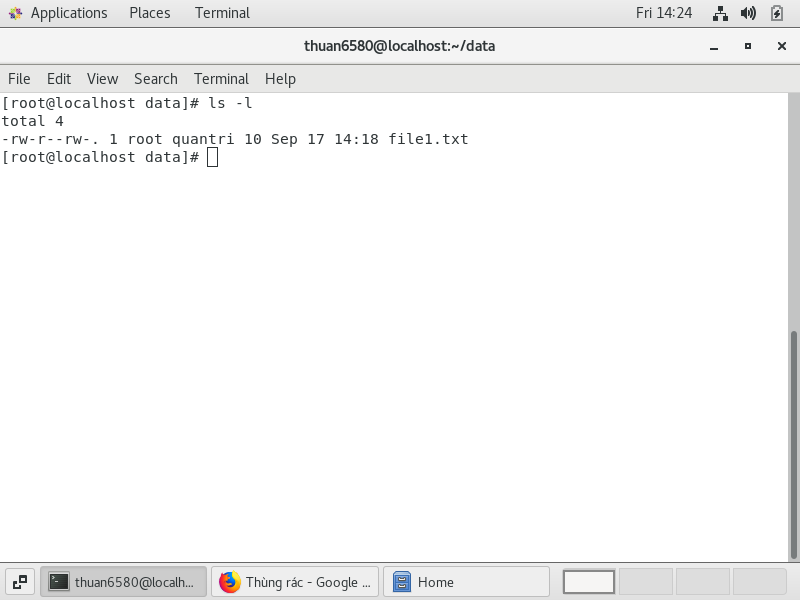 Applications Places Terminal Fri 14:24
thuan6580@localhost:~/data
File Edit View Search Terminal Help
[root@localhost data]# ls -l
total 4
-rw-r--rw-. 1 root quantri 10 Sep 17 14:18 file1.txt
[root@localhost data]#
thuan6580@localh... Thùng rác - Google ... Home